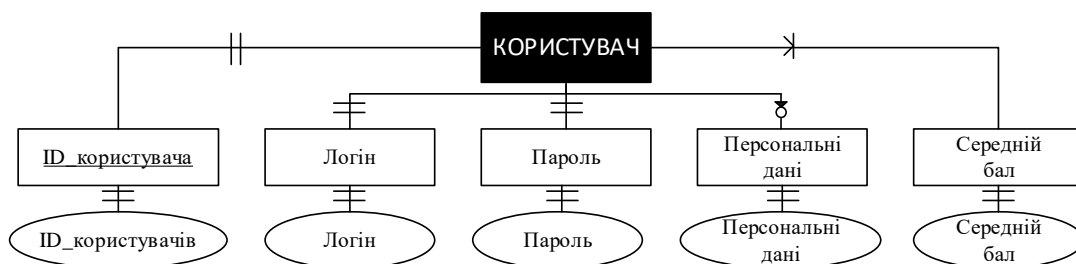 КОРИСТУВАЧ
ID_користувача
Логін
Пароль
Персональні
дані
Середній
бал
ID_користувачів
Логін
Пароль
Персональні
дані
Середній
бал